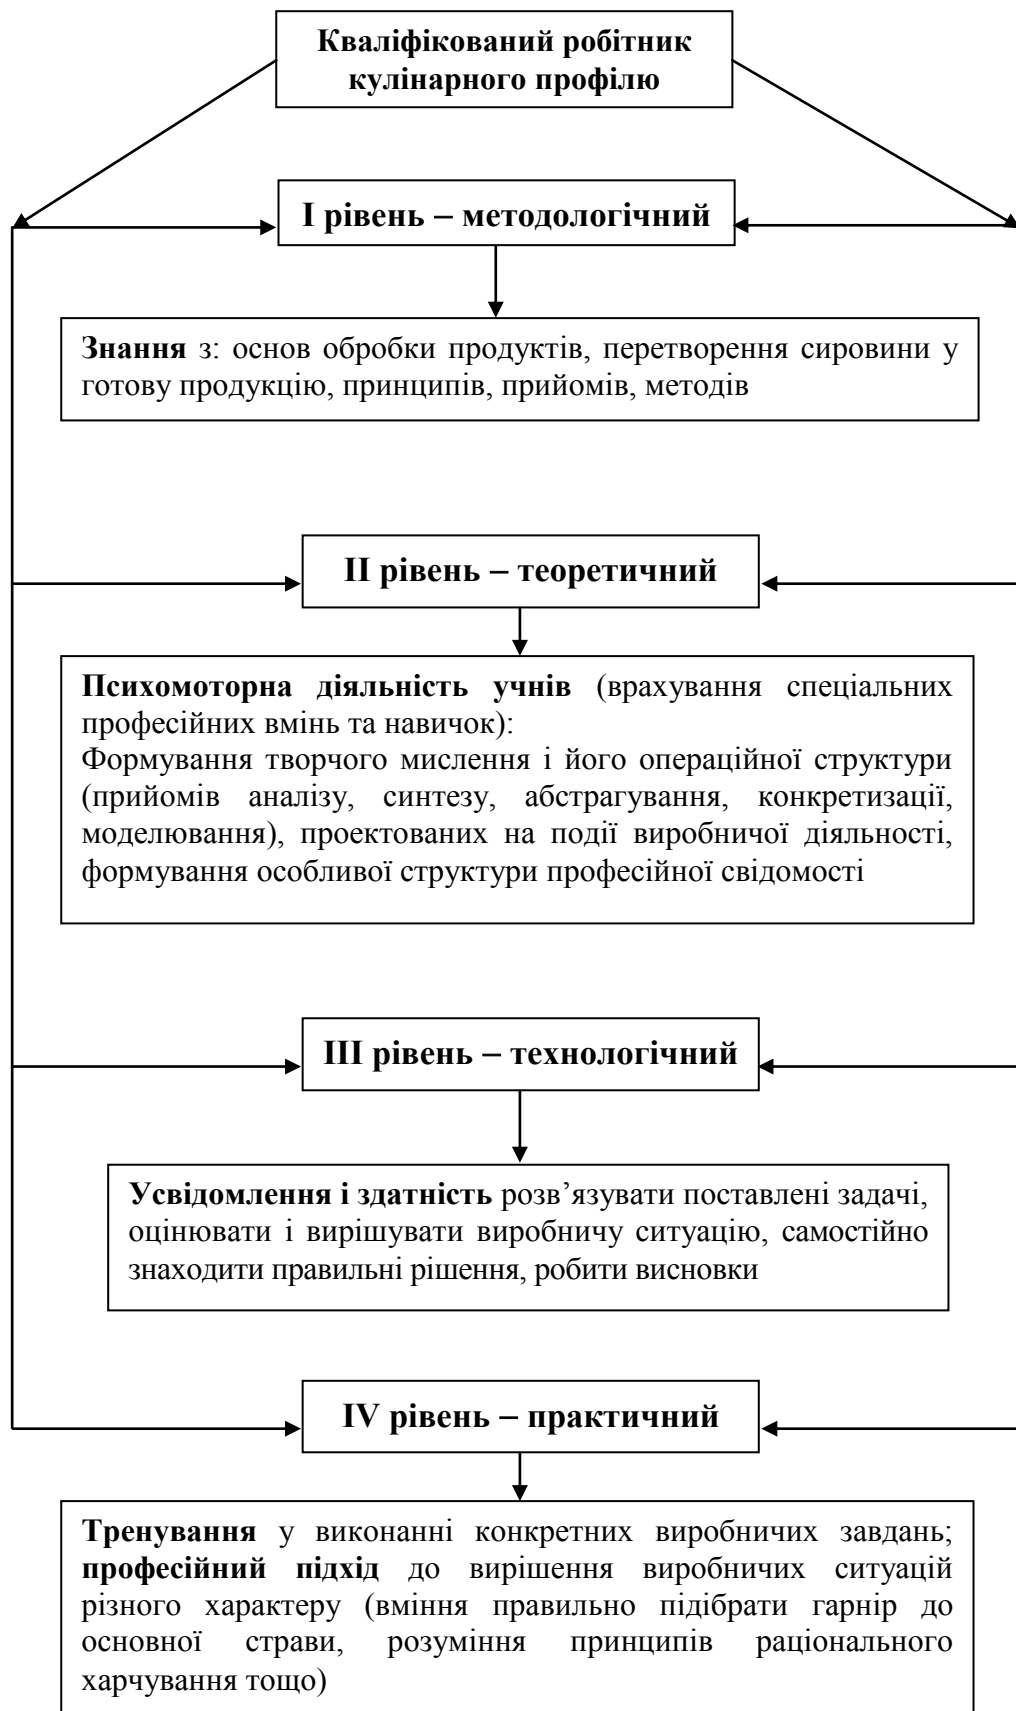 Кваліфікований робітник
кулінарного профілю
І рівень – методологічний
Знання з: основ обробки продуктів, перетворення сировини у
готову продукцію, принципів, прийомів, методів
ІІ рівень – теоретичний
Психомоторна діяльність учнів (врахування спеціальних
професійних вмінь та навичок):
Формування творчого мислення і його операційної структури
(прийомів аналізу, синтезу, абстрагування, конкретизації,
моделювання), проектованих на події виробничої діяльності,
формування особливої структури професійної свідомості
ІІІ рівень – технологічний
Усвідомлення і здатність розв’язувати поставлені задачі,
оцінювати і вирішувати виробничу ситуацію, самостійно
знаходити правильні рішення, робити висновки
IV рівень – практичний
Тренування у виконанні конкретних виробничих завдань;
професійний підхід до вирішення виробничих ситуацій
різного характеру (вміння правильно підібрати гарнір до
основної страви, розуміння принципів раціонального
харчування тощо)